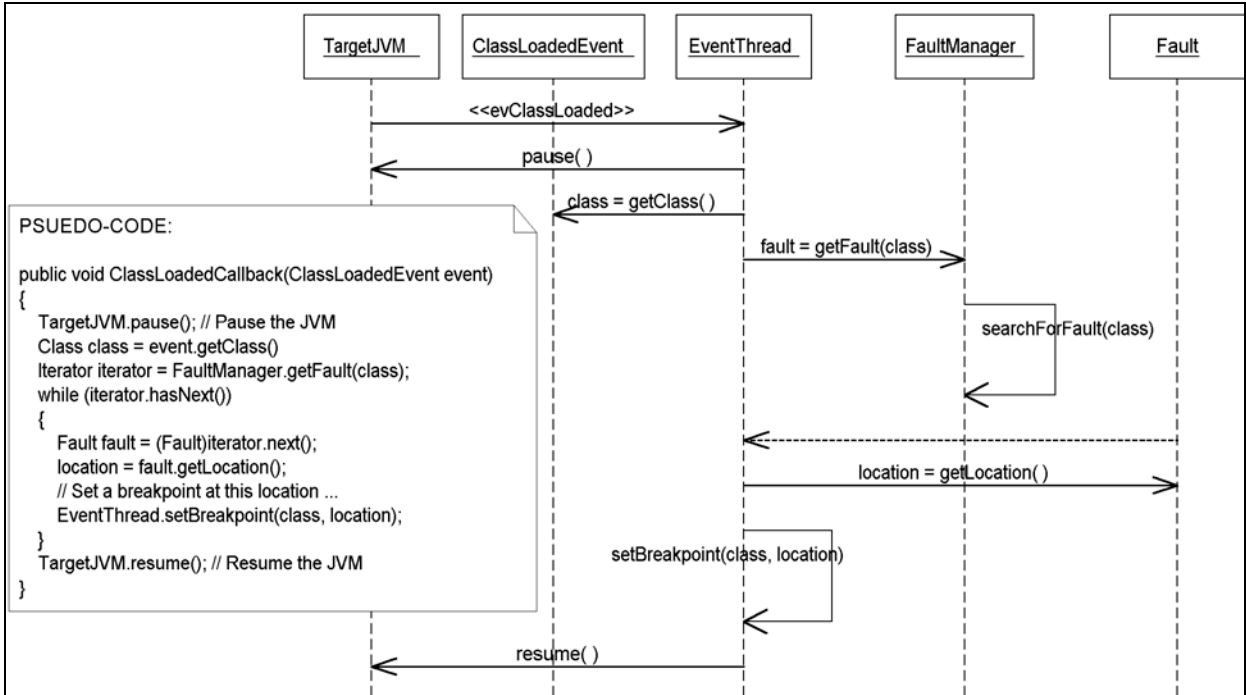 TargetJVM
ClassLoadedEvent
EventThread
FaultManager
Fault
<<evClassLoaded>>
pause( )
class = getClass( )
fault = getFault(class)
searchForFault(class)
location = getLocation( )
setBreakpoint(class, location)
resume( )
PSUEDO-CODE:
public void ClassLoadedCallback(ClassLoadedEvent event)
{
TargetJVM.pause(); // Pause the JVM
Class class = event.getClass()
Iterator iterator = FaultManager.getFault(class);
while (iterator.hasNext())
{
Fault fault = (Fault)iterator.next();
location = fault.getLocation();
// Set a breakpoint at this location ...
EventThread.setBreakpoint(class, location);
}
TargetJVM.resume(); // Resume the JVM
}